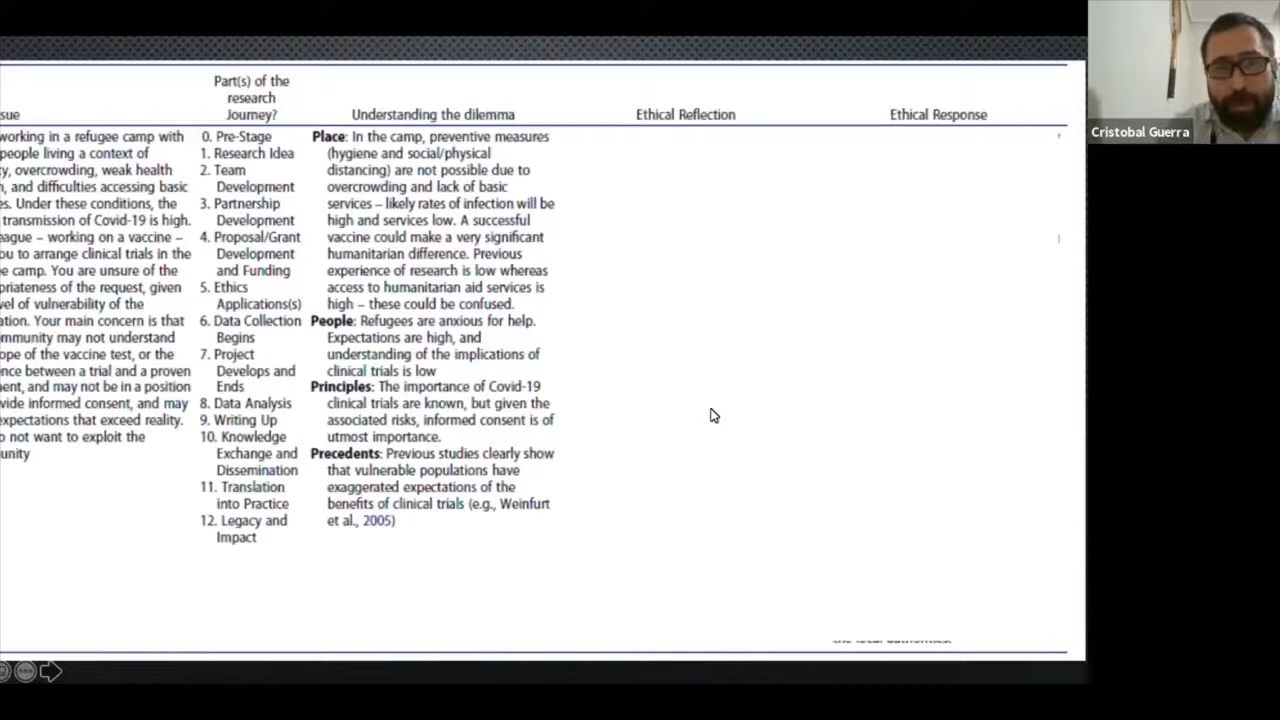 Part(s) of the
research
sue
Journey?
Understanding the dilemma
Ethical Reflection
Ethical Response
working in a refugee camp with
people living a context of
ty, overcrowding, weak health
n, and difficulties accessing basic
es. Under these conditions, the
transmission of Covid-19 is high.
eague – working on a vaccine –
ou to arrange clinical trials in the
e camp. You are unsure of the
priateness of the request, given
vel of vulnerability of the
ation. Your main concern is that
mmunity may not understand
ope of the vaccine test, or the
nce between a trial and a proven
ment, and may not be in a position
vide informed consent, and may
expectations that exceed reality.
o not want to exploit the
unity
0. Pre-Stage
1. Research Idea
2. Team
Development
3. Partnership
Development
4. Proposal/Grant
Development
and Funding
5. Ethics
Applications(s)
6. Data Collection
Begins
7. Project
Develops and
Ends
8. Data Analysis
9. Writing Up
10. Knowledge
Exchange and
Dissemination
11. Translation
into Practice
12. Legacy and
Impact
Place: In the camp, preventive measures
(hygiene and social/physical
distancing) are not possible due to
overcrowding and lack of basic
services – likely rates of infection will be
high and services low. A successful
vaccine could make a very significant
humanitarian difference. Previous
experience of research is low whereas
access to humanitarian aid services is
high – these could be confused.
People: Refugees are anxious for help.
Expectations are high, and
understanding of the implications of
clinical trials is low
Principles: The importance of Covid-19
clinical trials are known, but given the
associated risks, informed consent is of
utmost importance.
Precedents: Previous studies clearly show
that vulnerable populations have
exaggerated expectations of the
benefits of clinical trials (e.g., Weinfurt
et al., 2005)
Cristobal Guerra